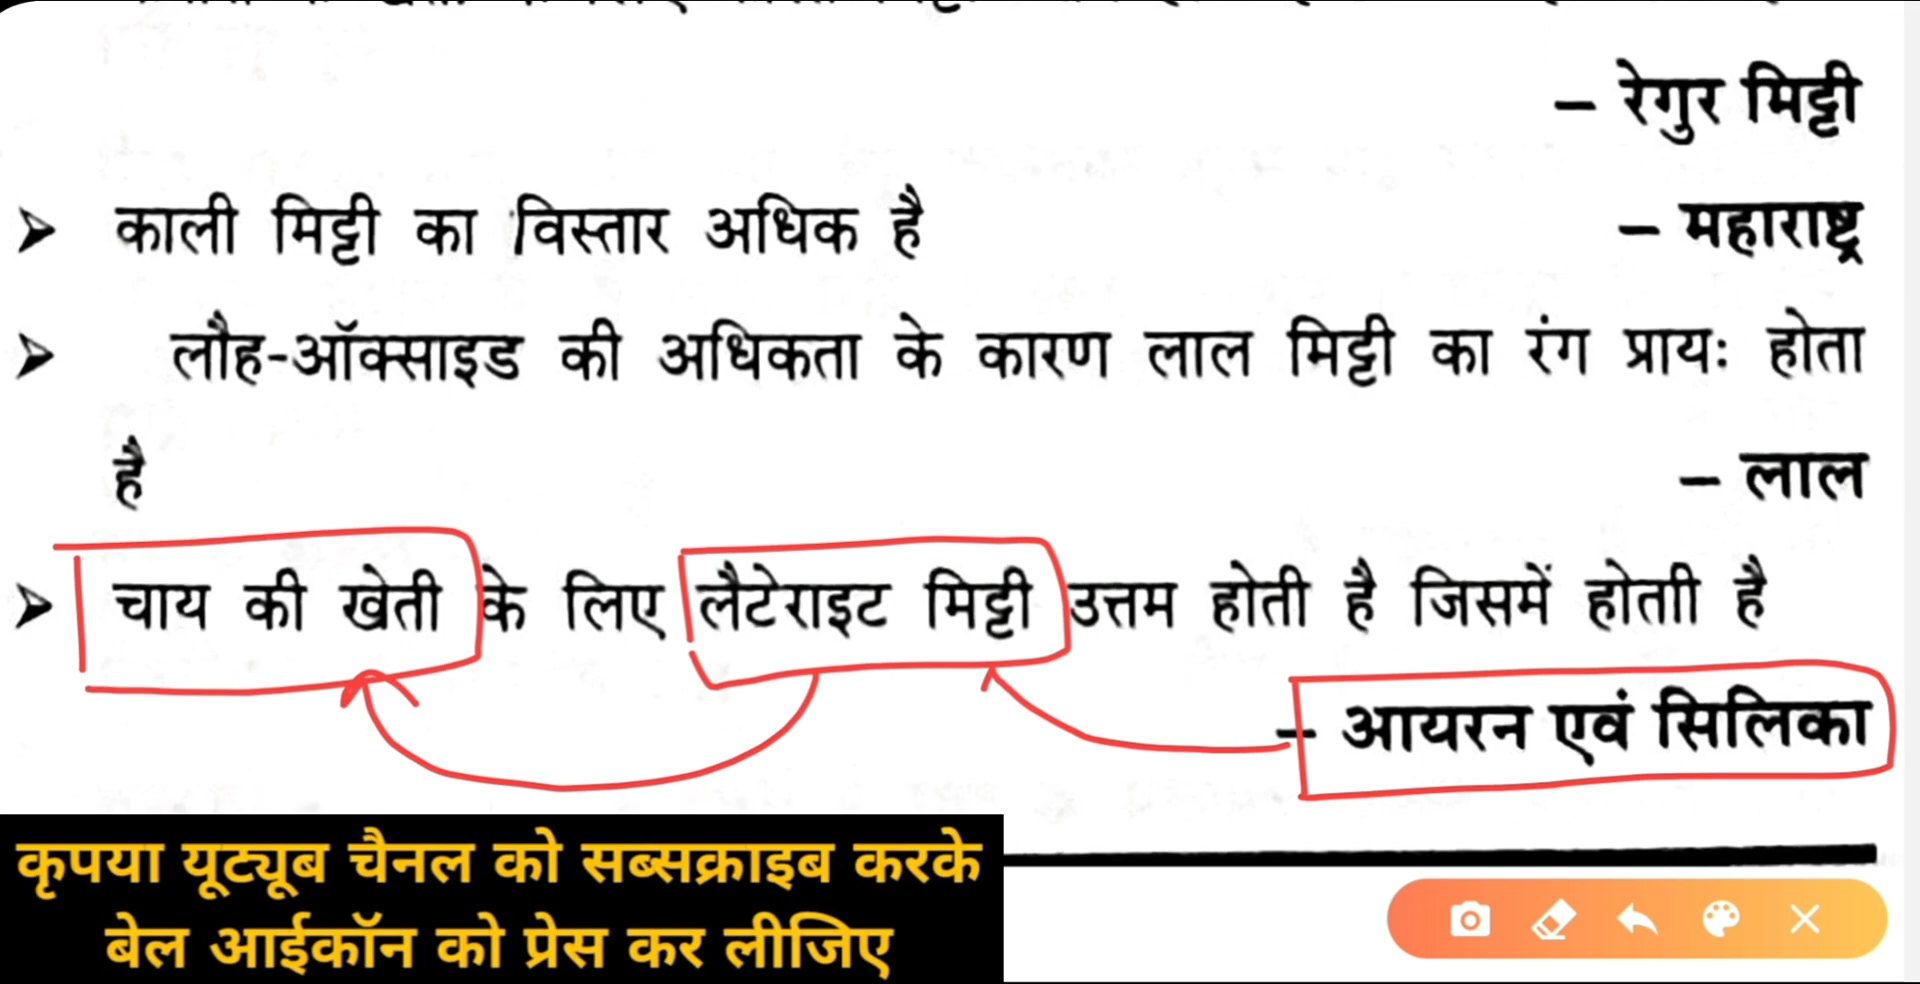 – रेगुर मिट्टी
➤ काली मिट्टी का विस्तार अधिक है – महाराष्ट्र
➤ लौह-ऑक्साइड की अधिकता के कारण लाल मिट्टी का रंग प्रायः होता
है – लाल
➤ चाय की खेती के लिए लैटेराइट मिट्टी उत्तम होती है जिसमें होताी है
– आयरन एवं सिलिका
कृपया यूट्यूब चैनल को सब्सक्राइब करके
बेल आईकॉन को प्रेस कर लीजिए